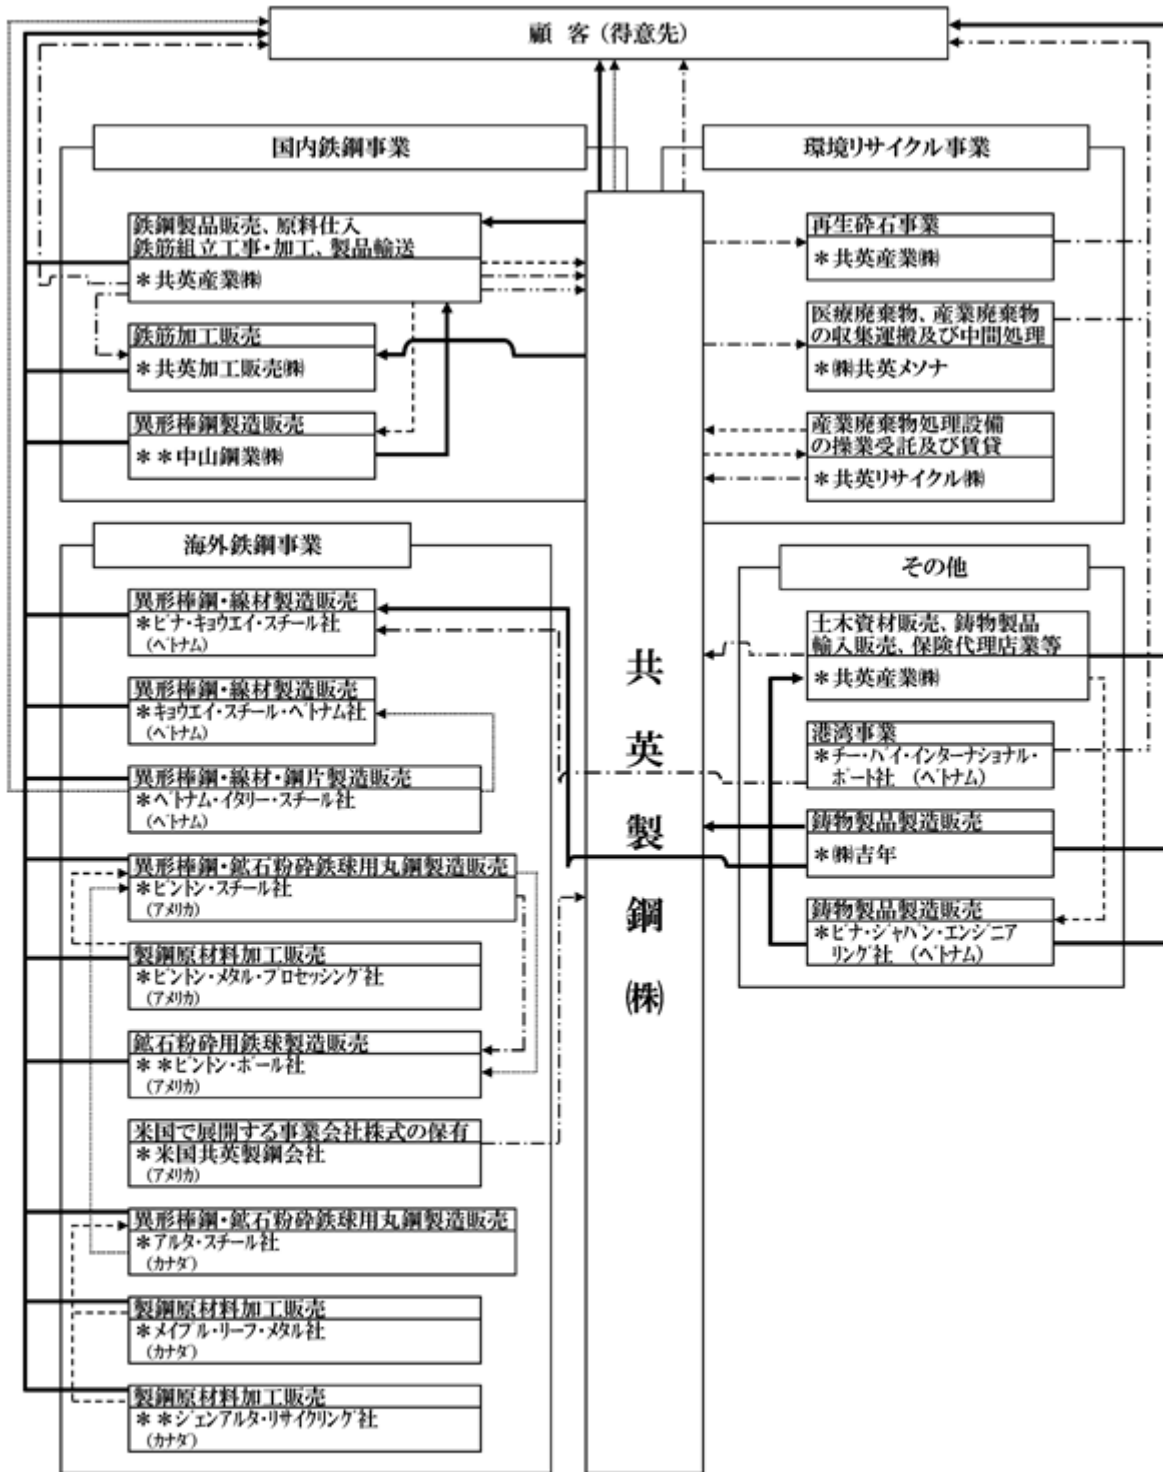 顧 客 (得意先)
国内鉄鋼事業
鉄鋼製品販売、原料仕入
鉄筋組立工事・加工、製品輸送
＊共英産業㈱
鉄筋加工販売
＊共英加工販売㈱
異形棒鋼製造販売
＊＊中山鋼業㈱
環境リサイクル事業
再生砕石事業
＊共英産業㈱
医療廃棄物、産業廃棄物
の収集運搬及び中間処理
＊㈱共英メソナ
産業廃棄物処理設備
の操業受託及び賃貸
＊共英リサイクル㈱
海外鉄鋼事業
異形棒鋼・線材製造販売
＊ビナ・キョウエイ・スチール社
(ベトナム)
異形棒鋼・線材製造販売
＊キョウエイ・スチール・ベトナム社
(ベトナム)
異形棒鋼・線材・鋼片製造販売
＊ベトナム・イタリー・スチール社
(ベトナム)
異形棒鋼・鉱石粉砕鉄球用丸鋼製造販売
＊ビントン・スチール社
(アメリカ)
製鋼原材料加工販売
＊ビントン・メタル・プロセッシング社
(アメリカ)
鉱石粉砕用鉄球製造販売
＊＊ビントン・ボール社
(アメリカ)
米国で展開する事業会社株式の保有
＊米国共英製鋼会社
(アメリカ)
異形棒鋼・鉱石粉砕鉄球用丸鋼製造販売
＊アルタ・スチール社
(カナダ)
製鋼原材料加工販売
＊メイプル・リーフ・メタル社
(カナダ)
製鋼原材料加工販売
＊＊ジェンアルタ・リサイクリング社
(カナダ)
共英製鋼㈱
その他
土木資材販売、鋳物製品
輸入販売、保険代理店業等
＊共英産業㈱
港湾事業
＊チー・バイ・インターナショナル・
ポート社 (ベトナム)
鋳物製品製造販売
＊㈱吉年
鋳物製品製造販売
＊ビナ・ジャパン・エンジニア
リング社 (ベトナム)